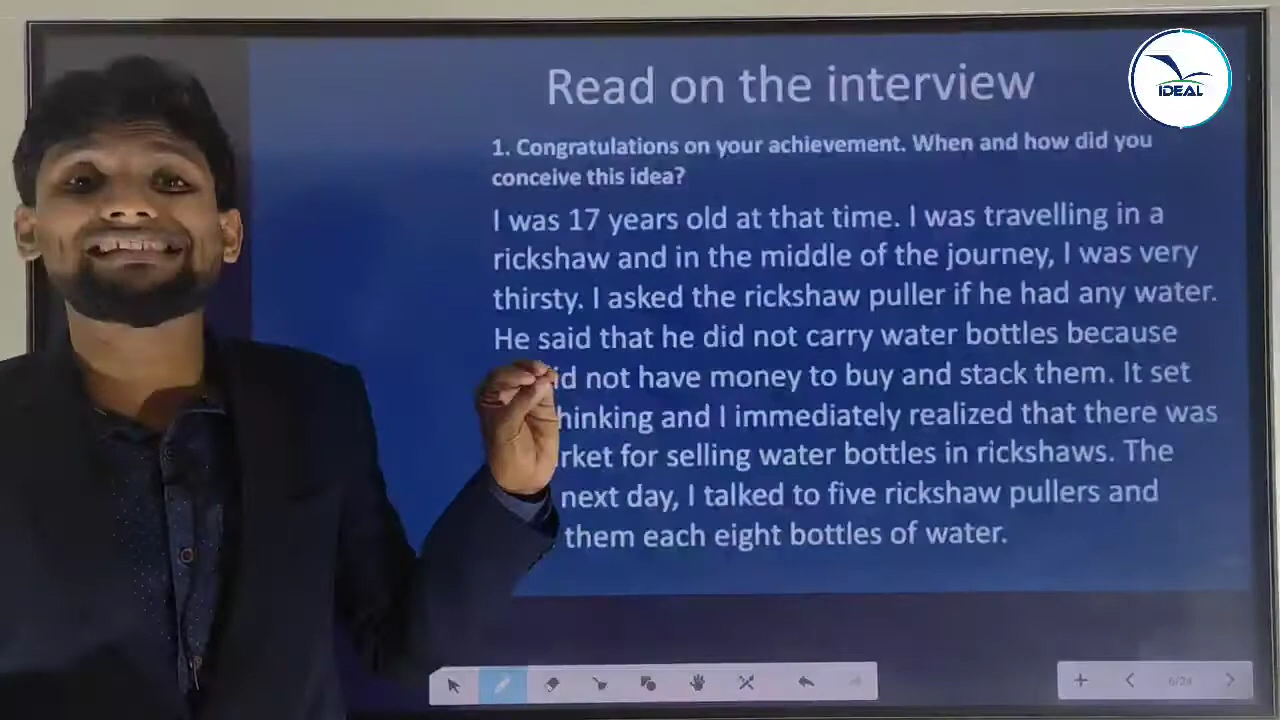 Read on the interview
IDEAL
1. Congratulations on your achievement. When and how did you
conceive this idea?
I was 17 years old at that time. I was travelling in a
rickshaw and in the middle of the journey, I was very
thirsty. I asked the rickshaw puller if he had any water.
He said that he did not carry water bottles because
not have money to buy and stack them. It set
and I immediately realized that there was
for selling water bottles in rickshaws. The
next day, I talked to five rickshaw pullers and
them each eight bottles of water.